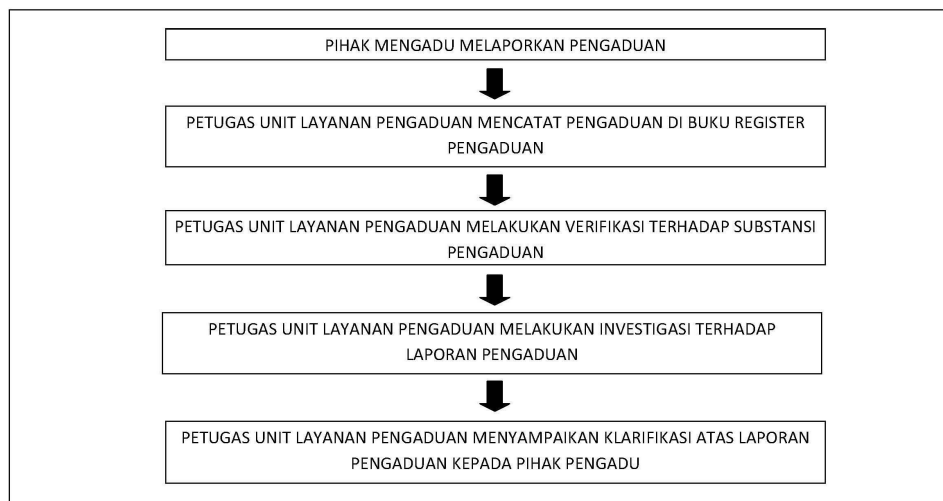 PIHAK MENGADU MELAPORKAN PENGADUAN
PETUGAS UNIT LAYANAN PENGADUAN MENCATAT PENGADUAN DI BUKU REGISTER
PENGADUAN
PETUGAS UNIT LAYANAN PENGADUAN MELAKUKAN VERIFIKASI TERHADAP SUBSTANSI
PENGADUAN
PETUGAS UNIT LAYANAN PENGADUAN MELAKUKAN INVESTIGASI TERHADAP
LAPORAN PENGADUAN
PETUGAS UNIT LAYANAN PENGADUAN MENYAMPAIKAN KLARIFIKASI ATAS LAPORAN
PENGADUAN KEPADA PIHAK PENGADU